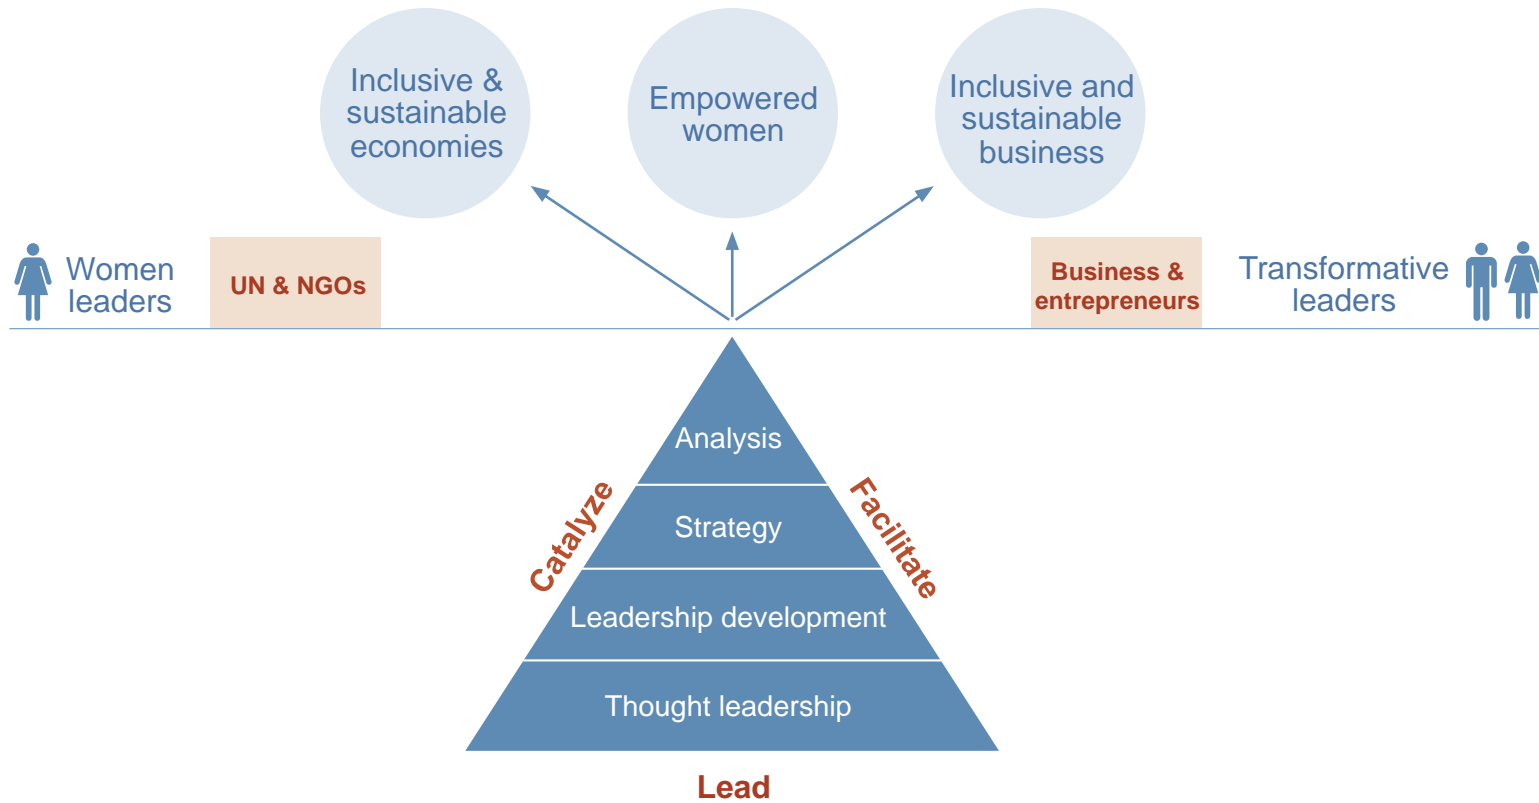 Inclusive &
sustainable
economies
Empowered
women
Inclusive and
sustainable
business
Women
leaders
UN & NGOs
Business &
entrepreneurs
Transformative
leaders
Analysis
Catalyze
Facilitate
Strategy
Leadership development
Thought leadership
Lead